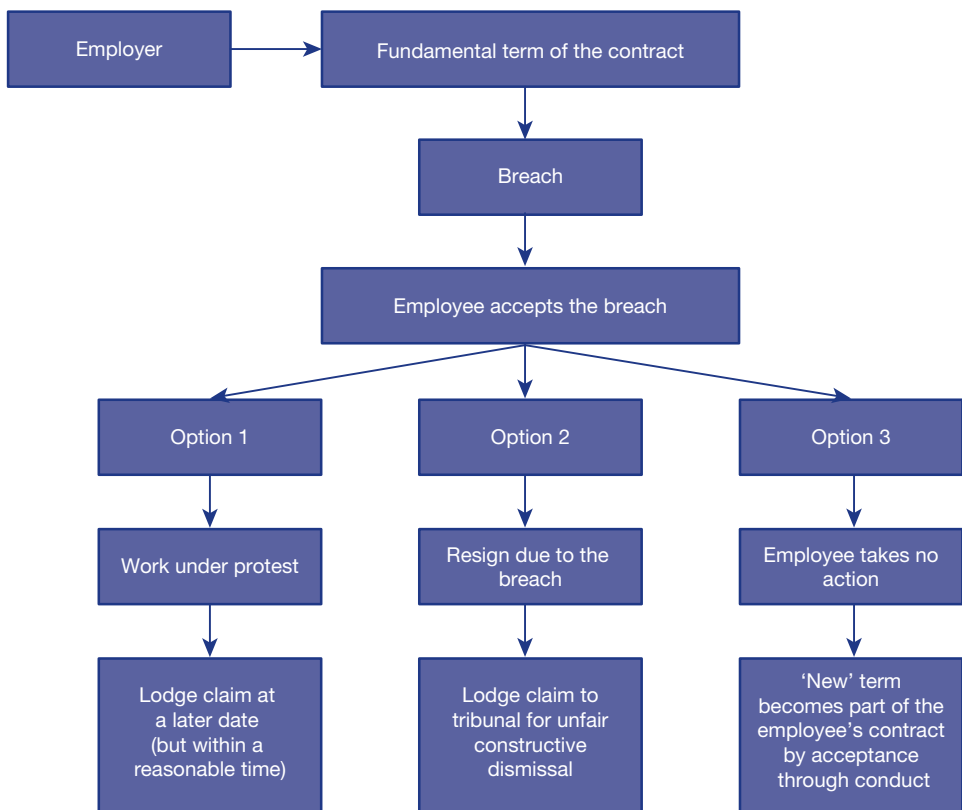 Employer
Fundamental term of the contract
Breach
Employee accepts the breach
Option 1
Option 2
Option 3
Work under protest
Resign due to the
breach
Employee takes no
action
Lodge claim at
a later date
(but within a
reasonable time)
Lodge claim to
tribunal for unfair
constructive
dismissal
‘New’ term
becomes part of the
employee’s contract
by acceptance
through conduct